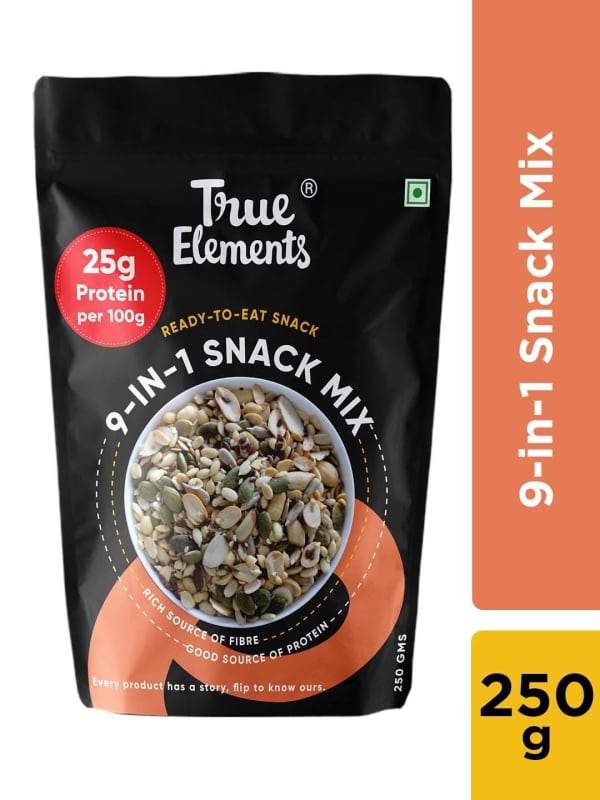 True®
Elements
25g
Protein
per 100g
READY-TO-EAT SNACK
9-IN-1 SNACK MIX
RICH SOURCE OF FIBRE
GOOD SOURCE OF PROTEIN
Every product has a story, flip to know ours.
250 GMS
9-in-1 Snack Mix
250
g